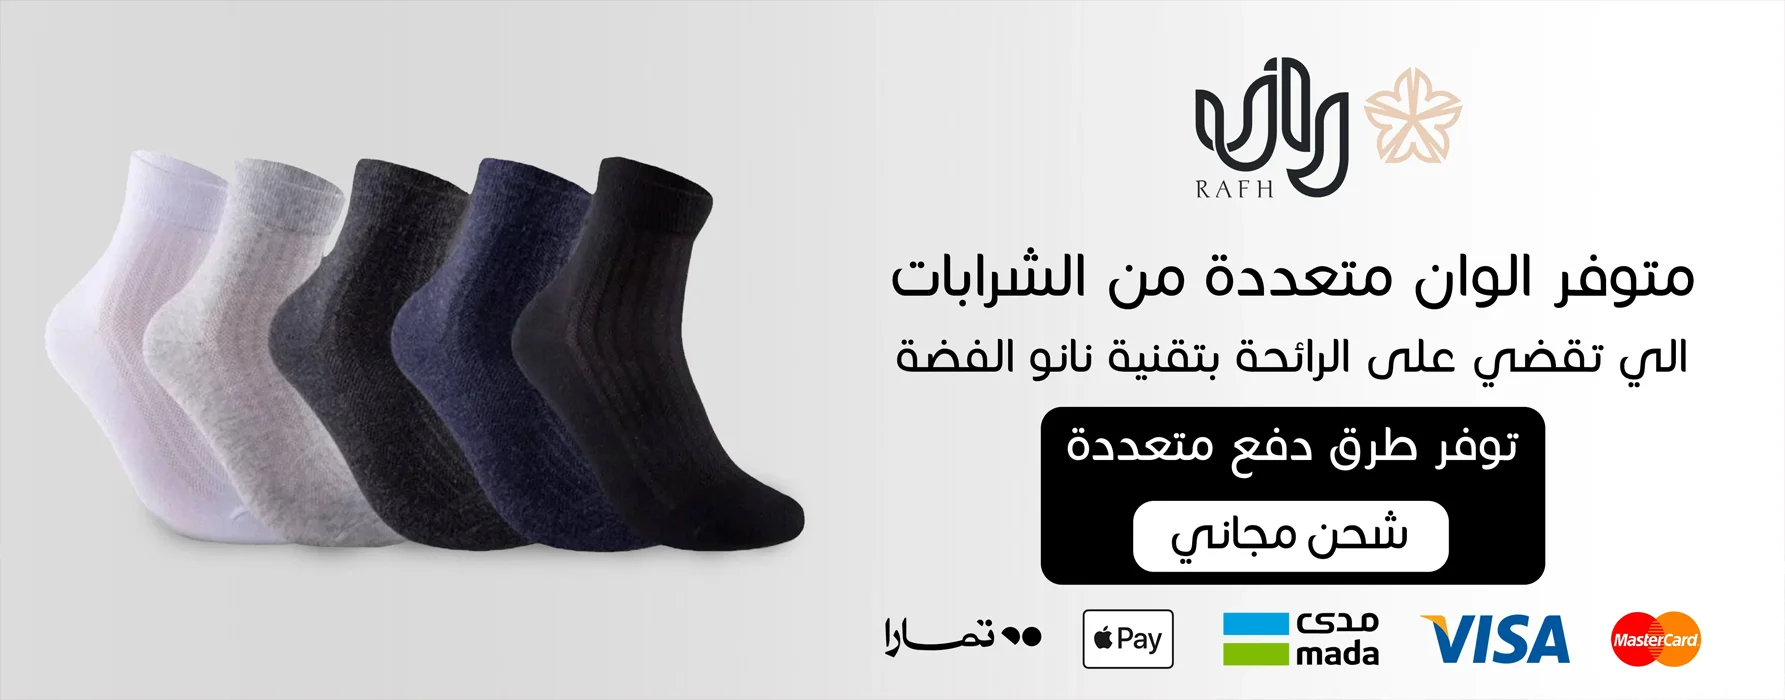 رافه
RAFH
متوفر الوان متعددة من الشرابات
الي تقضي على الرائحة بتقنية نانو الفضة
توفر طرق دفع متعددة
شحن مجاني
تمارا
Pay
مدى
mada
VISA
MasterCard